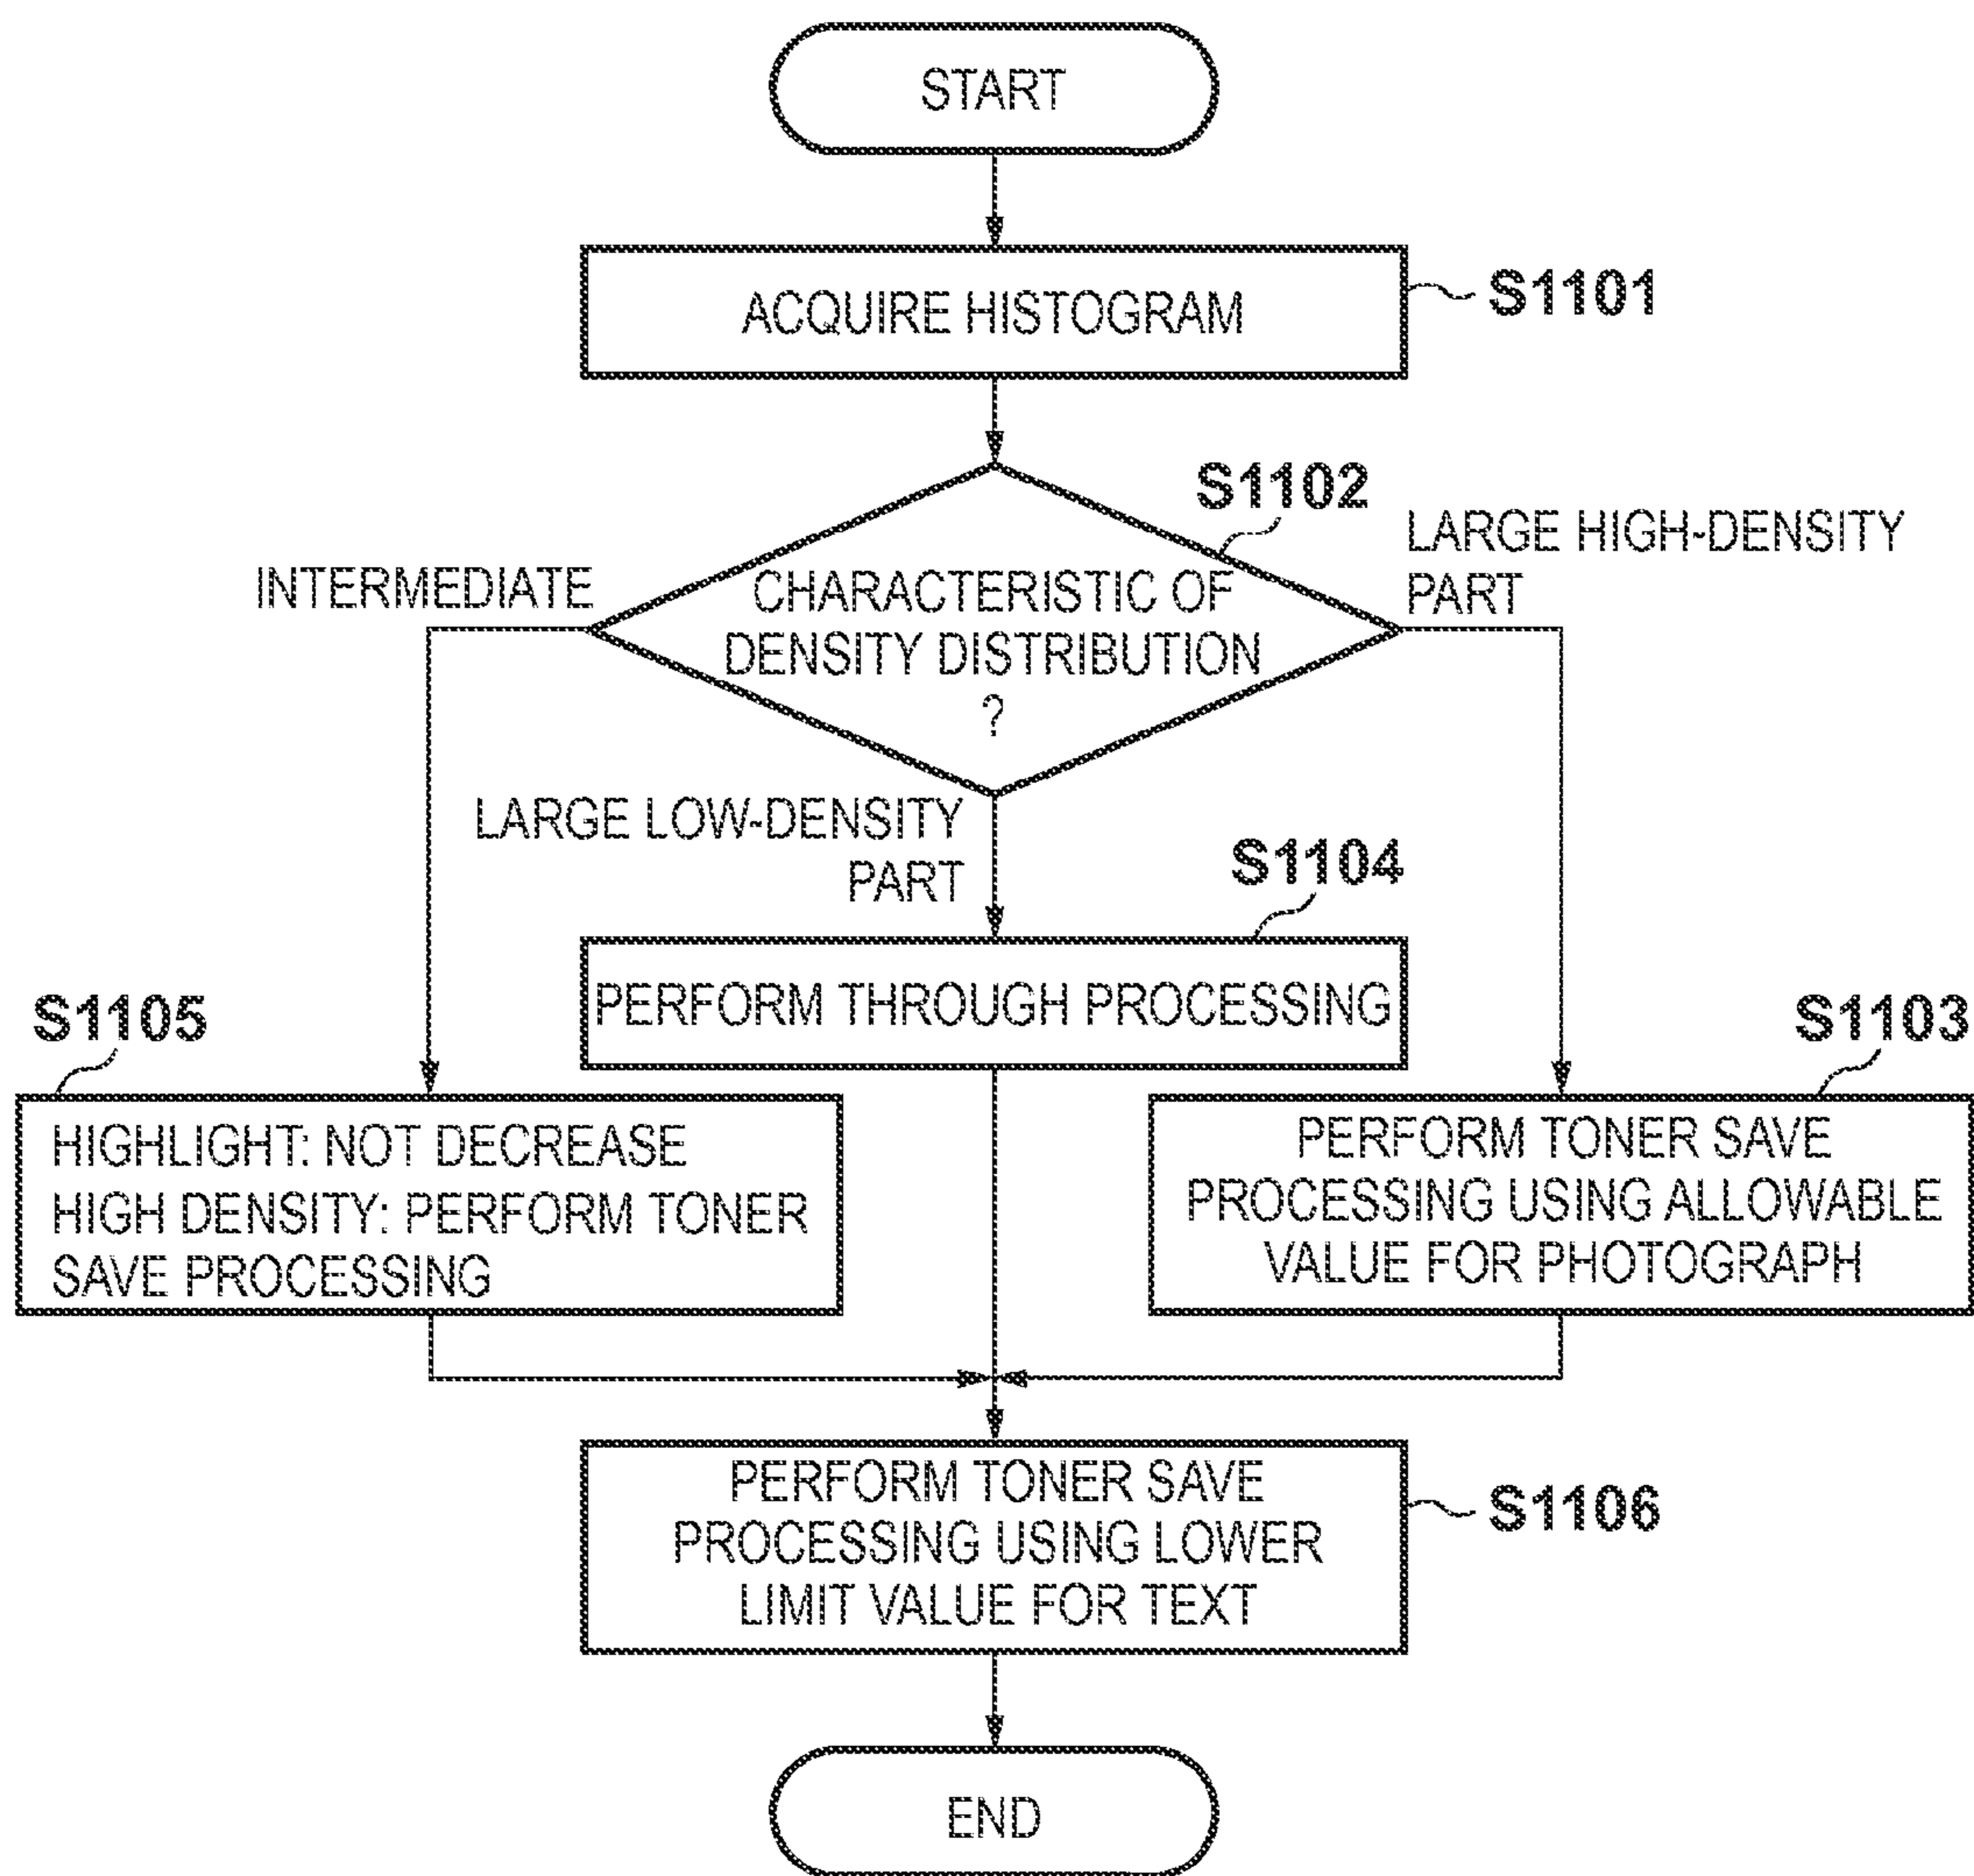 START
ACQUIRE HISTOGRAM
S1101
S1102
CHARACTERISTIC OF
DENSITY DISTRIBUTION
?
INTERMEDIATE
LARGE HIGH-DENSITY
PART
LARGE LOW-DENSITY
PART
S1104
PERFORM THROUGH PROCESSING
S1105
HIGHLIGHT: NOT DECREASE
HIGH DENSITY: PERFORM TONER
SAVE PROCESSING
S1103
PERFORM TONER SAVE
PROCESSING USING ALLOWABLE
VALUE FOR PHOTOGRAPH
PERFORM TONER SAVE
PROCESSING USING LOWER
LIMIT VALUE FOR TEXT
S1106
END